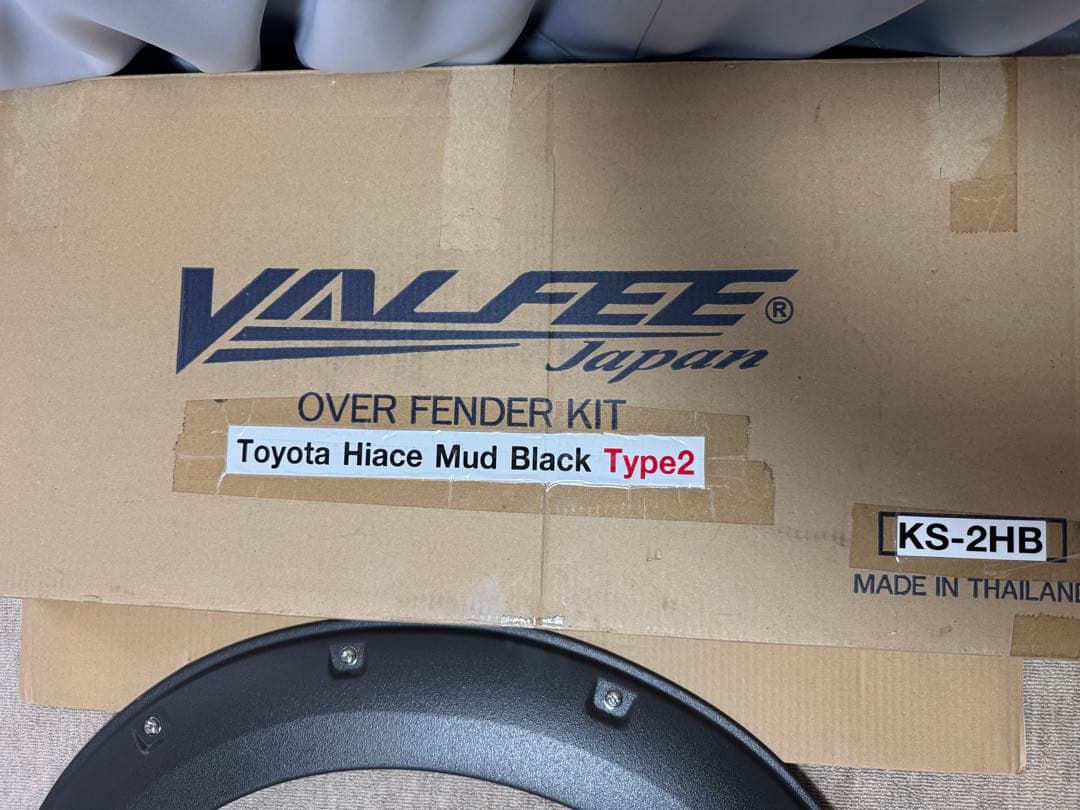 VALFEE®
Japan
OVER FENDER KIT
Toyota Hiace Mud Black Type2
KS-2HB
MADE IN THAILAND